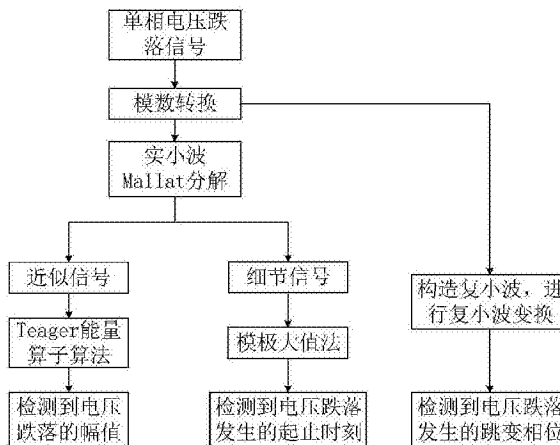 单相电压跌
落信号
模数转换
实小波
Mallat分解
近似信号
细节信号
构造复小波，进
行复小波变换
Teager能量
算子算法
模极大值法
检测到电压
跌落的幅值
检测到电压跌落
发生的起止时刻
检测到电压跌落
发生的跳变相位